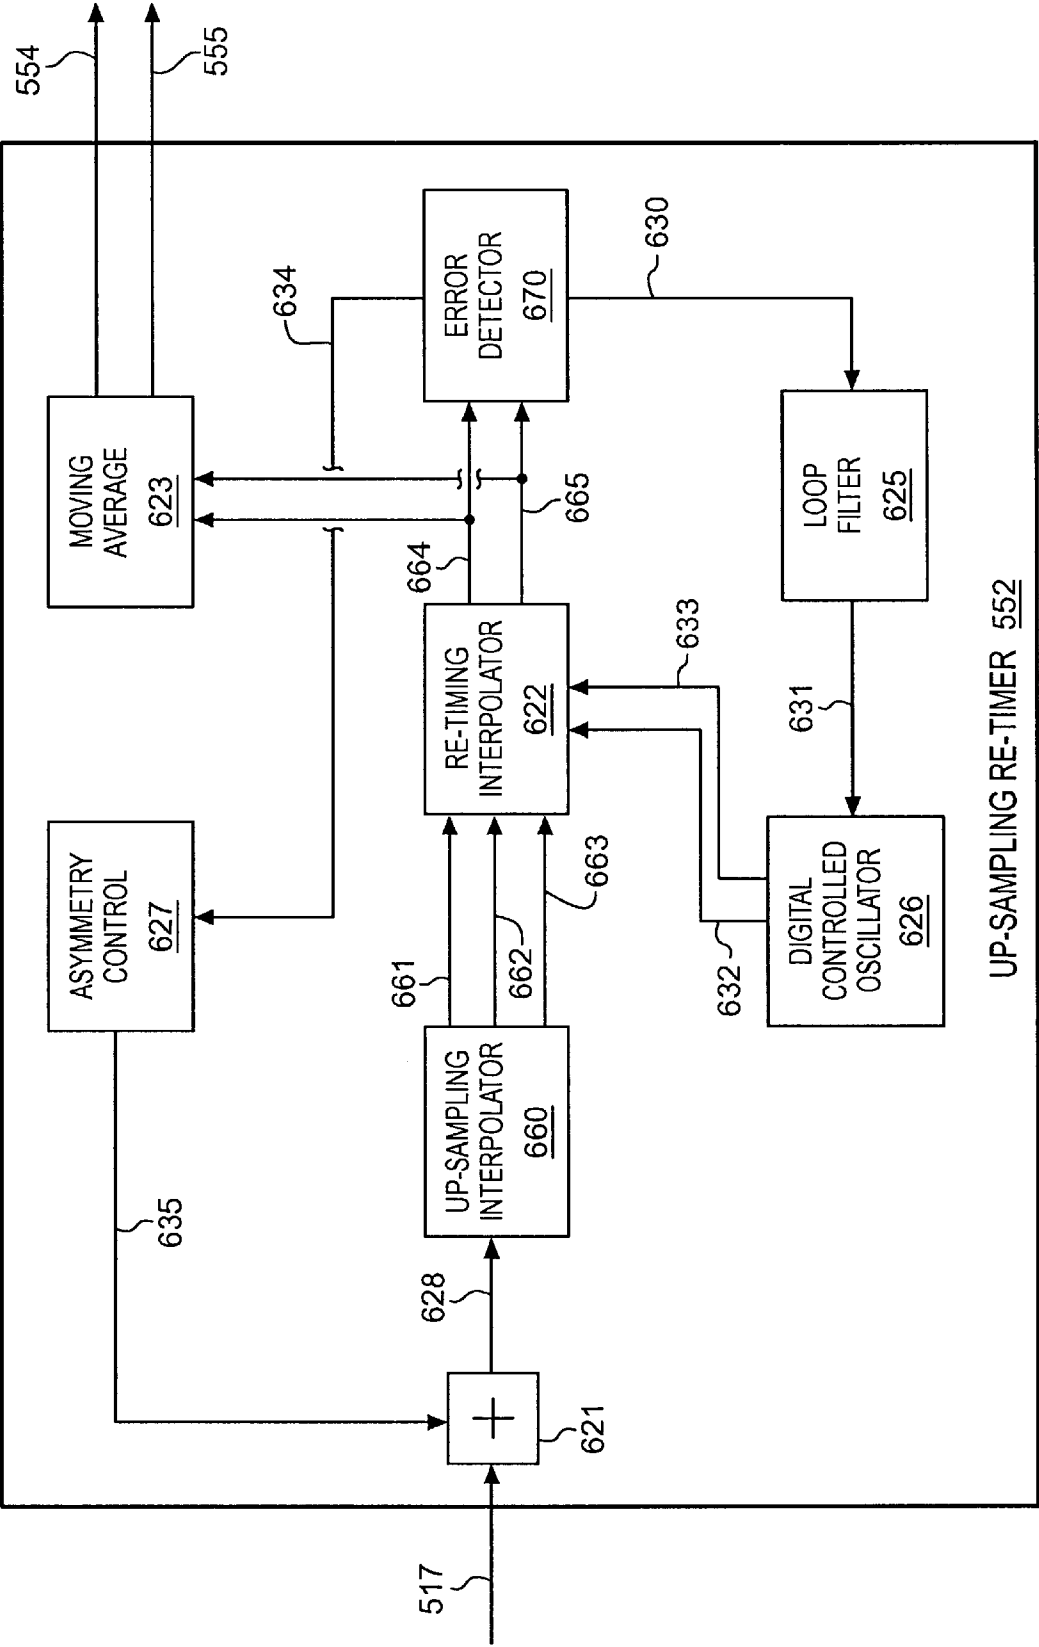 554
555
MOVING
AVERAGE
623
634
ERROR
DETECTOR
670
630
ASYMMETRY
CONTROL
627
664
665
RE-TIMING
INTERPOLATOR
622
633
LOOP
FILTER
625
631
635
661
662
663
632
DIGITAL
CONTROLLED
OSCILLATOR
626
UP-SAMPLING
INTERPOLATOR
660
628
621
517
UP-SAMPLING RE-TIMER 552